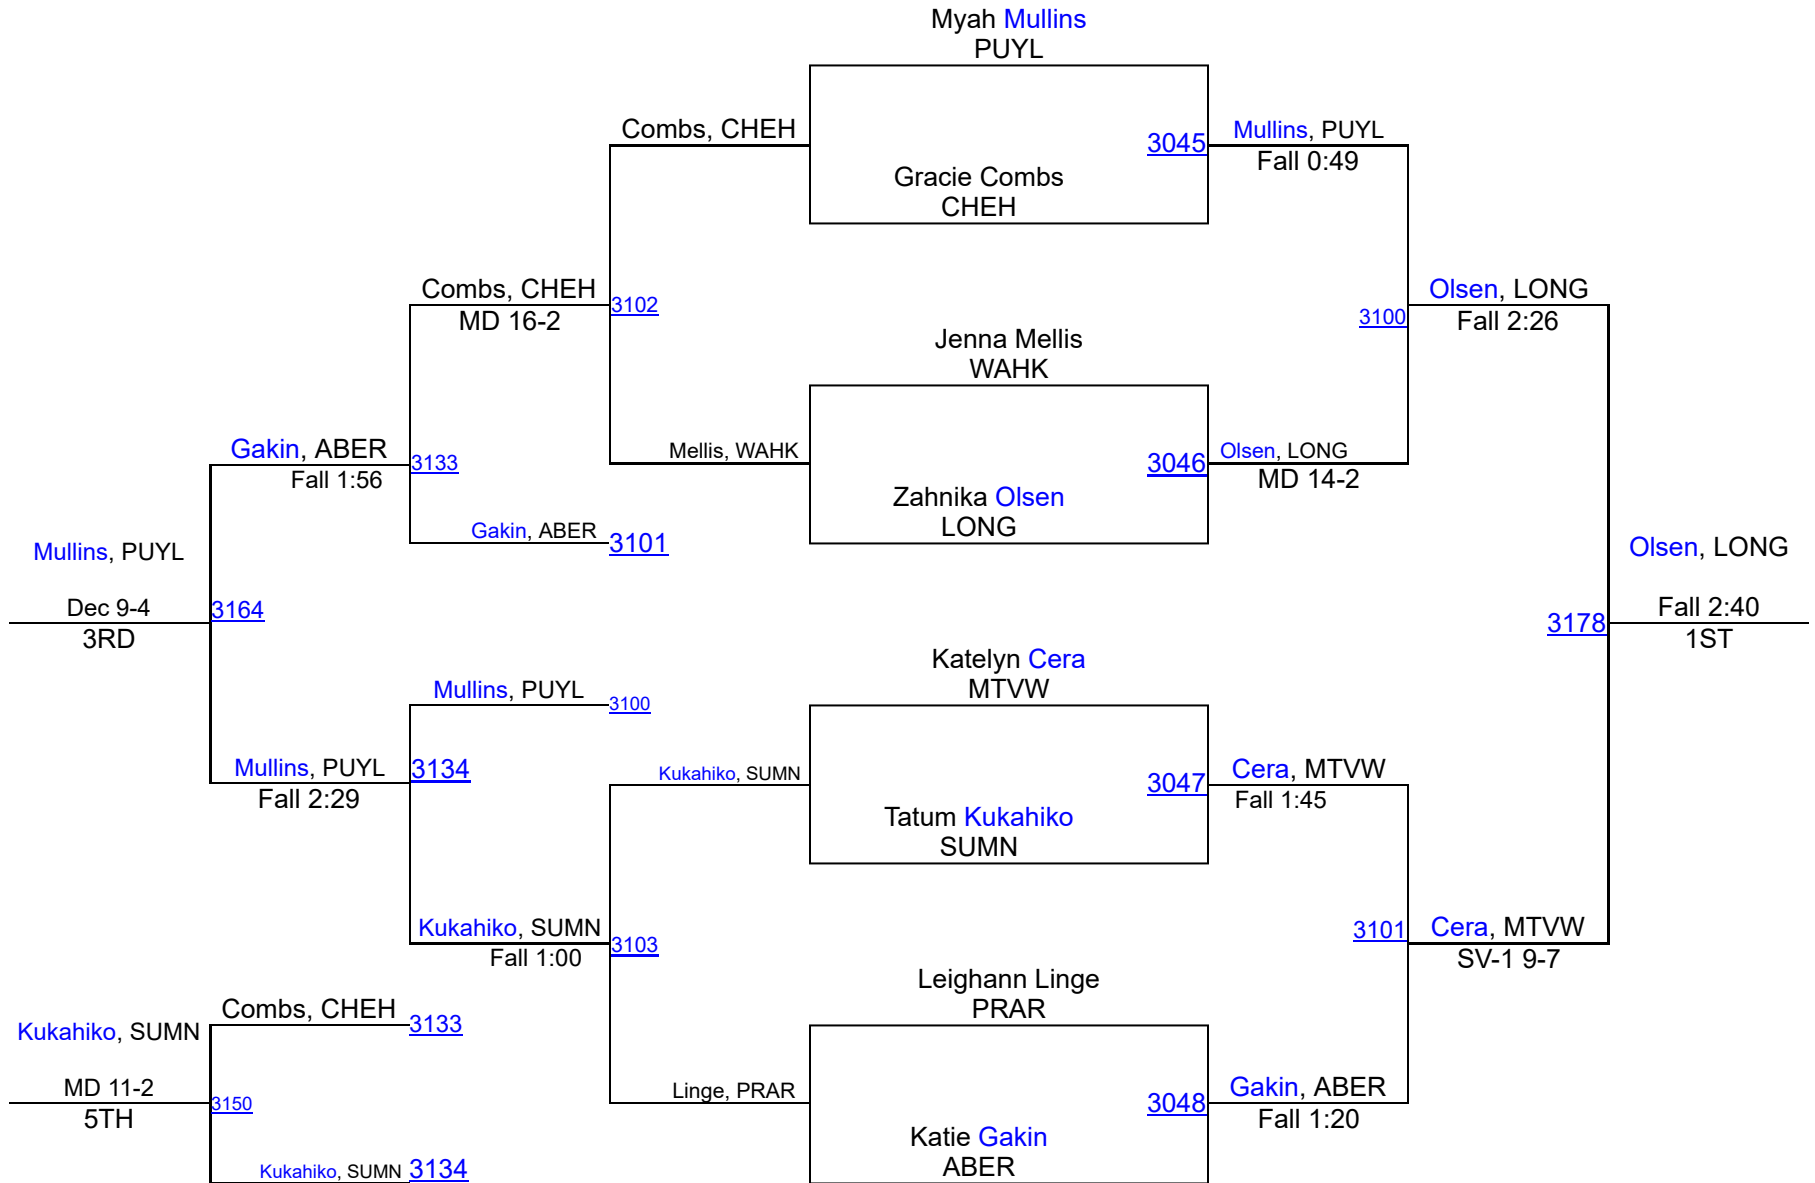 Myah Mullins
PUYL
Combs, CHEH
3045
Mullins, PUYL
Fall 0:49
Gracie Combs
CHEH
Combs, CHEH
MD 16-2
3102
3100
Olsen, LONG
Fall 2:26
Jenna Mellis
WAHK
Gakin, ABER
Fall 1:56
3133
Mellis, WAHK
3046
Olsen, LONG
MD 14-2
Zahnika Olsen
LONG
Gakin, ABER
3101
Mullins, PUYL
Dec 9-4
3RD
3164
Olsen, LONG
3178
Fall 2:40
1ST
Katelyn Cera
MTVW
Mullins, PUYL
3100
Mullins, PUYL
Fall 2:29
3134
Kukahiko, SUMN
3047
Cera, MTVW
Fall 1:45
Tatum Kukahiko
SUMN
Kukahiko, SUMN
Fall 1:00
3103
3101
Cera, MTVW
SV-1 9-7
Leighann Linge
PRAR
Combs, CHEH
3133
Kukahiko, SUMN
MD 11-2
5TH
3150
Linge, PRAR
3048
Gakin, ABER
Fall 1:20
Katie Gakin
ABER
Kukahiko, SUMN
3134